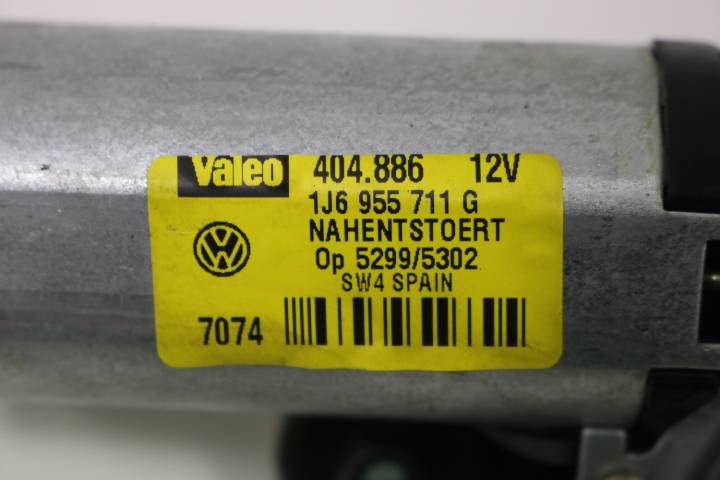 Valeo 404.886 12V
1J6 955 711 G
NAHENTSTOERT
Op 5299/5302
SW4 SPAIN
7074